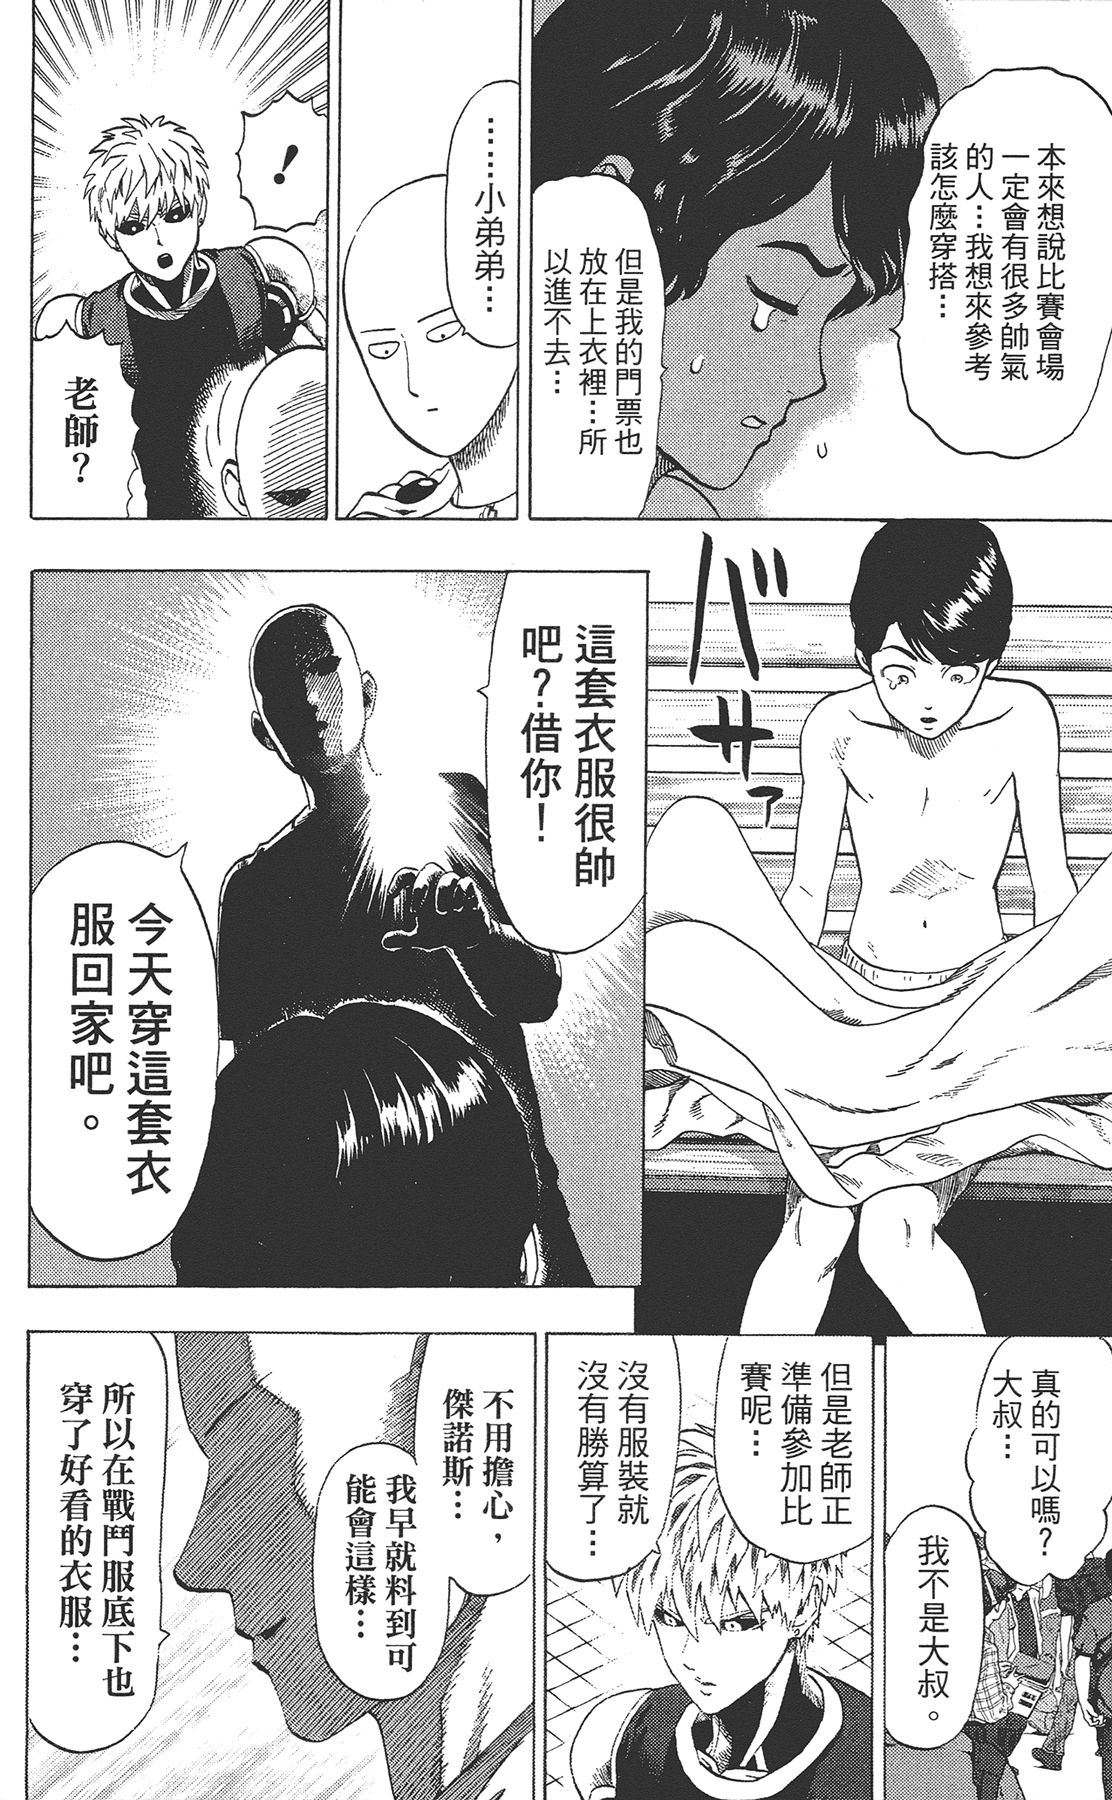 本來想說比賽會場
一定會有很多帥氣
的人…我想來參考
該怎麼穿搭…
但是我的門票也
放在上衣裡…所
以進不去…
……小弟弟…
！
老師？
バサァ
這套衣服很帥
吧？借你！
今天穿這套衣
服回家吧。
真的可以嗎？
大叔…
我不是大叔。
但是老師正
準備參加比
賽呢…
沒有服裝就
沒有勝算了…
不用擔心，
傑諾斯…
我早就料到可
能會這樣…
所以在戰鬥服底下也
穿了好看的衣服…